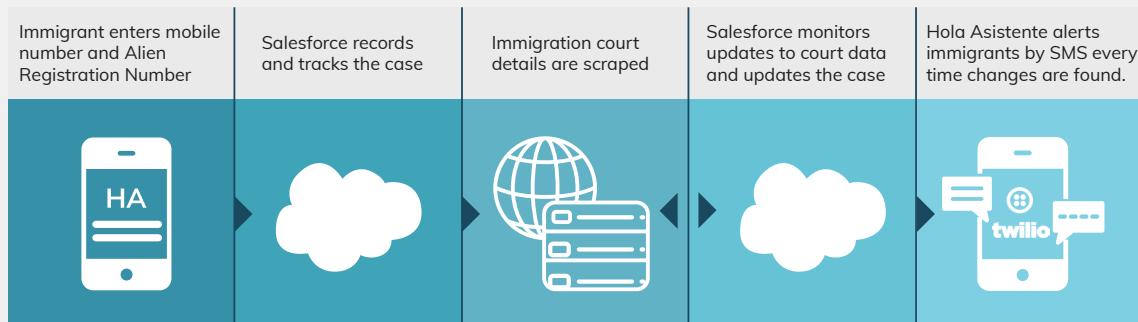 Immigrant enters mobile
number and Alien
Registration Number
Salesforce records
and tracks the case
Immigration court
details are scraped
Salesforce monitors
updates to court data
and updates the case
Hola Asistente alerts
immigrants by SMS every
time changes are found.
HA
twilio